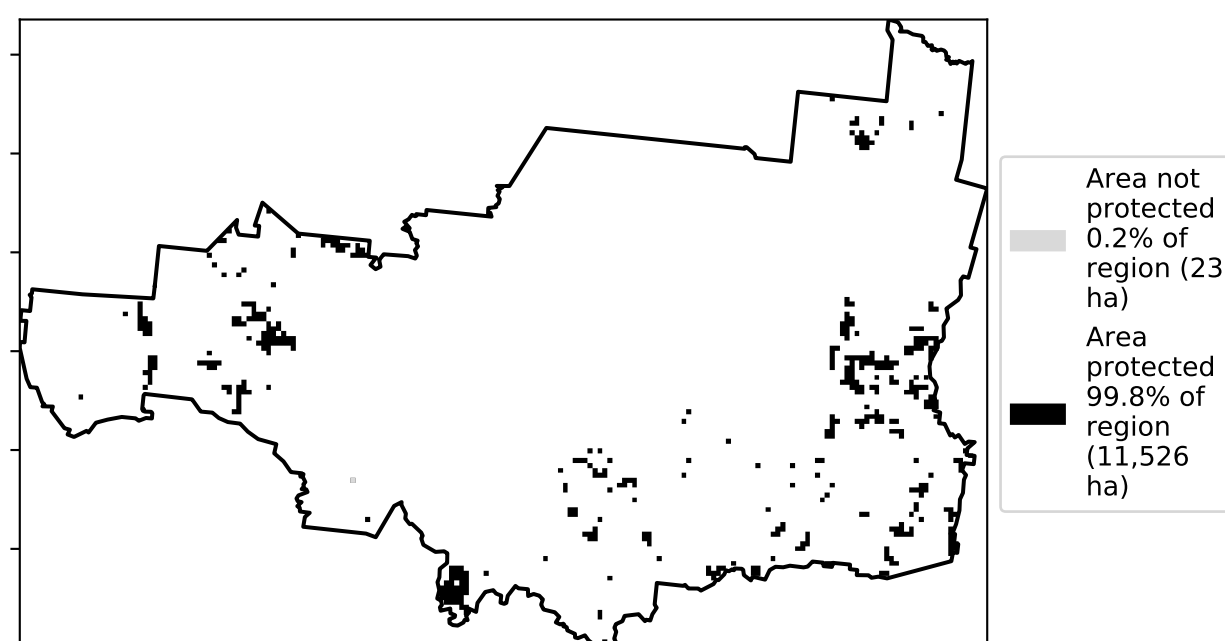 Area not
protected
0.2% of
region (23
ha)
Area
protected
99.8% of
region
(11,526
ha)